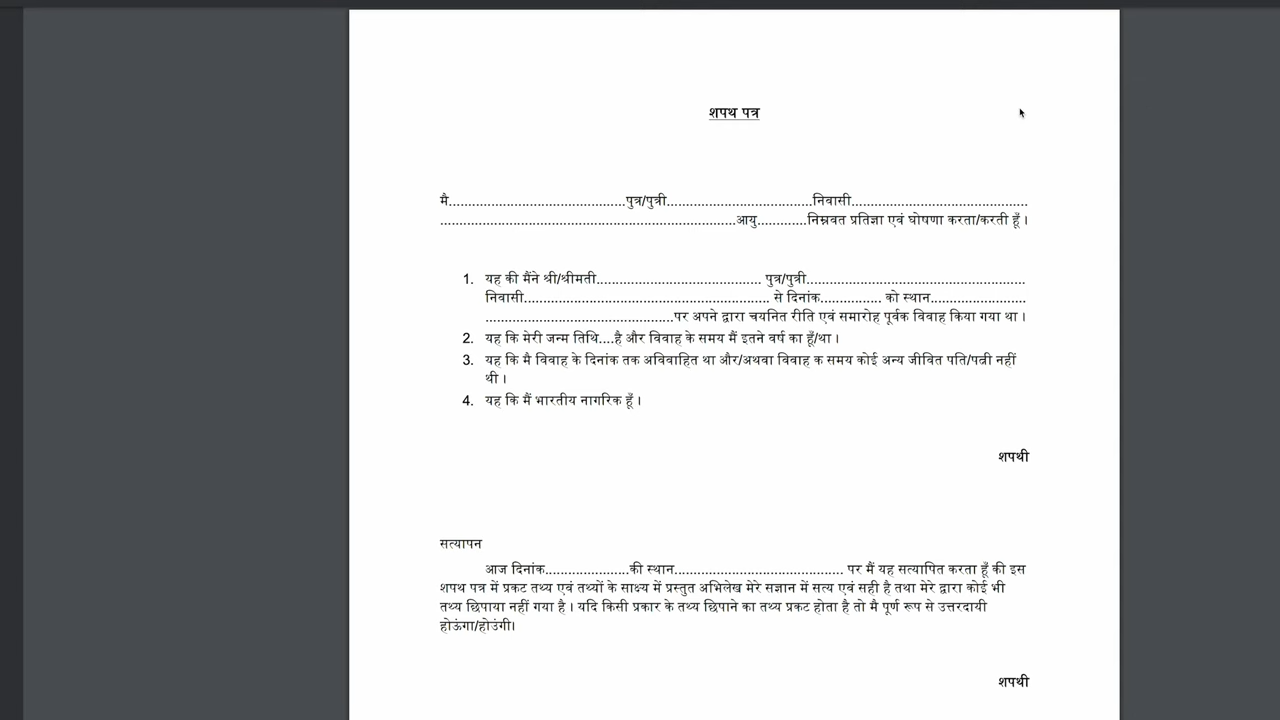 शपथ पत्र
मै.............................................पुत्र/पुत्री.....................................निवासी.............................................
...........................................................................आयु............निम्नवत प्रतिज्ञा एवं घोषणा करता/करती हूँ ।
1. यह की मैंने श्री/श्रीमती.......................................... पुत्र/पुत्री........................................................
निवासी............................................................... से दिनांक............... को स्थान........................
................................................पर अपने द्वारा चयनित रीति एवं समारोह पूर्वक विवाह किया गया था ।
2. यह कि मेरी जन्म तिथि....है और विवाह के समय मैं इतने वर्ष का हूँ/था ।
3. यह कि मै विवाह के दिनांक तक अविवाहित था और/अथवा विवाह क समय कोई अन्य जीवित पति/पत्नी नहीं
थी ।
4. यह कि मैं भारतीय नागरिक हूँ ।
शपथी
सत्यापन
आज दिनांक.....................की स्थान........................................... पर मैं यह सत्यापित करता हूँ की इस
शपथ पत्र में प्रकट तथ्य एवं तथ्यों के साक्ष्य में प्रस्तुत अभिलेख मेरे सज्ञान में सत्य एवं सही है तथा मेरे द्वारा कोई भी
तथ्य छिपाया नहीं गया है । यदि किसी प्रकार के तथ्य छिपाने का तथ्य प्रकट होता है तो मै पूर्ण रूप से उत्तरदायी
होऊंगा/होउंगी।
शपथी